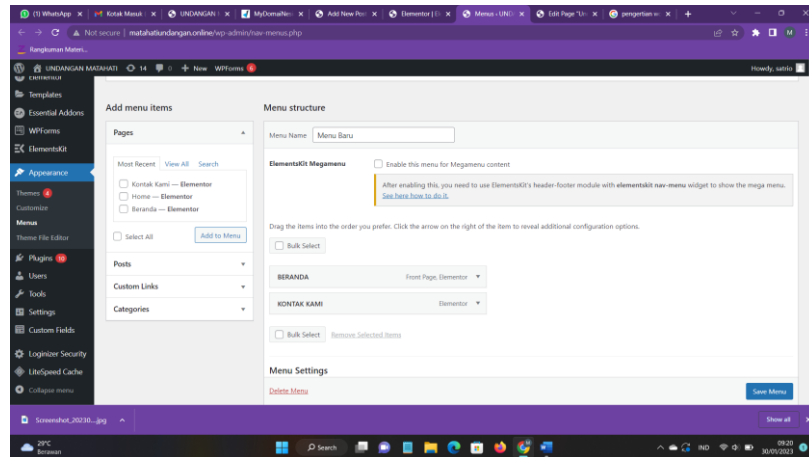 (1) WhatsApp
Kotak Masuk
UNDANGAN
MyDomaiNes
Add New Pos
Elementor | E
Menus ‹ UND
Edit Page "Un
pengertian w
Not secure | matahatiundangan.online/wp-admin/nav-menus.php
Rangkuman Materi...
UNDANGAN MATAHATI 14 0 + New WPForms 6
Howdy, satrio
Elementor
Templates
Essential Addons
WPForms
ElementsKit
Appearance
Themes 4
Customize
Menus
Theme File Editor
Plugins 10
Users
Tools
Settings
Custom Fields
Loginizer Security
LiteSpeed Cache
Collapse menu
Add menu items
Pages
Most Recent View All Search
Kontak Kami — Elementor
Home — Elementor
Beranda — Elementor
Select All Add to Menu
Posts
Custom Links
Categories
Menu structure
Menu Name Menu Baru
ElementsKit Megamenu Enable this menu for Megamenu content
After enabling this, you need to use ElementsKit's header-footer module with elementskit nav-menu widget to show the mega menu.
See here how to do it.
Drag the items into the order you prefer. Click the arrow on the right of the item to reveal additional configuration options.
Bulk Select
BERANDA Front Page, Elementor
KONTAK KAMI Elementor
Bulk Select Remove Selected Items
Menu Settings
Delete Menu Save Menu
Screenshot_20230...jpg Show all
29°C
Berawan
Search
IND
09:20
30/01/2023